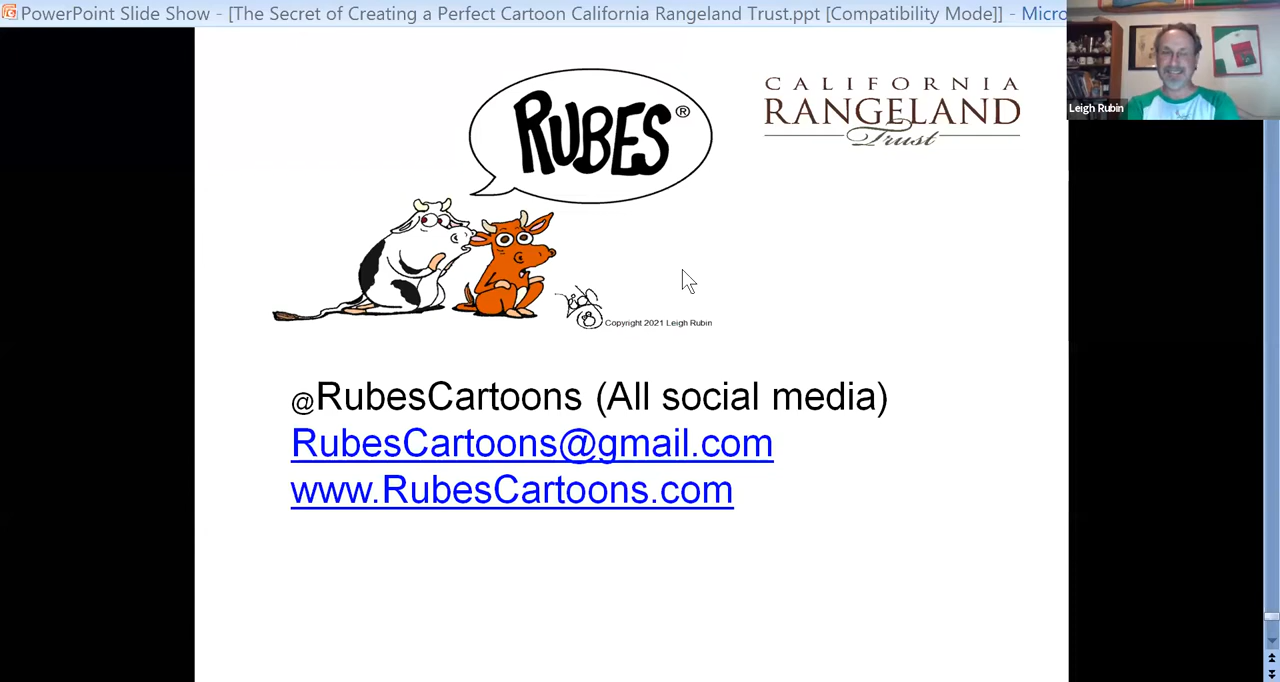 PowerPoint Slide Show - [The Secret of Creating a Perfect Cartoon California Rangeland Trust.ppt [Compatibility Mode]] - Micro
RUBES®
CALIFORNIA
RANGELAND
Trust
Leigh Rubin
Copyright 2021 Leigh Rubin
@RubesCartoons (All social media)
RubesCartoons@gmail.com
www.RubesCartoons.com